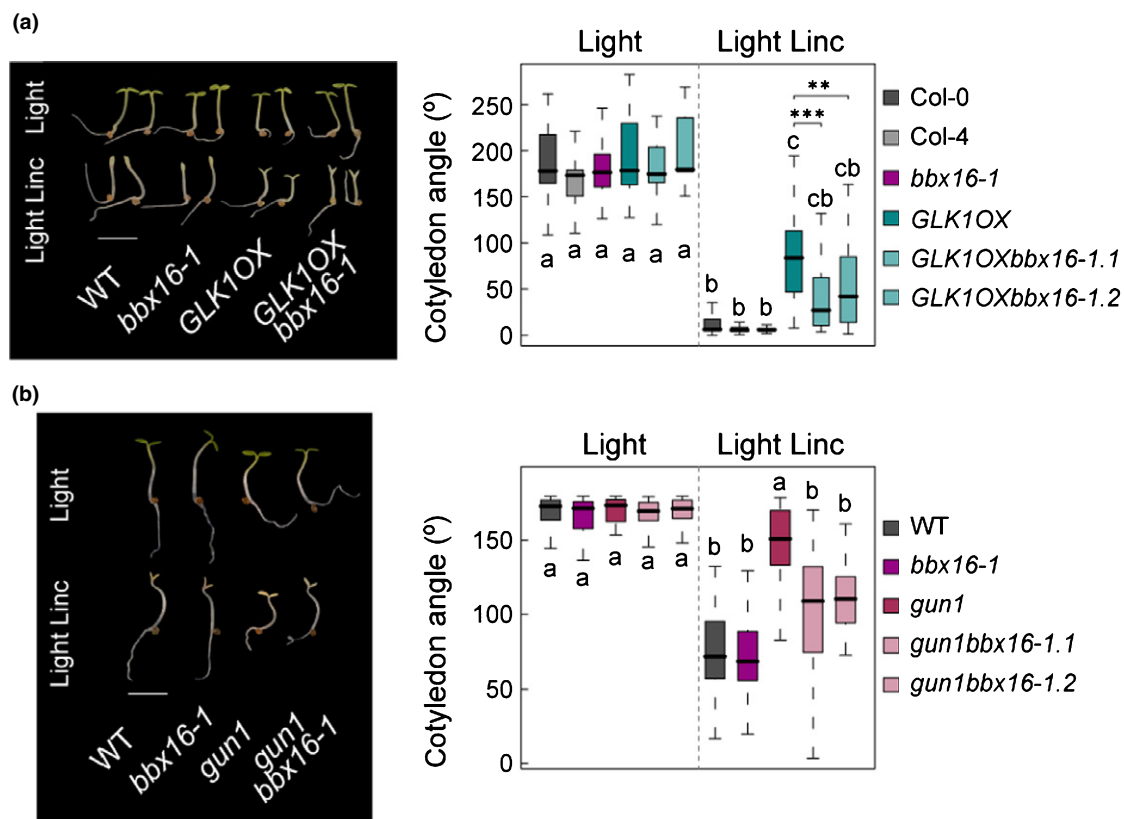 (a)
Light
Light Linc
WT
bbx16-1
GLK1OX
GLK1OX
bbx16-1
Light Light Linc
Cotyledon angle (º)
250
200
150
100
50
0
a a a a a a
b b b c cb cb
**
***
Col-0
Col-4
bbx16-1
GLK1OX
GLK1OXbbx16-1.1
GLK1OXbbx16-1.2
(b)
Light
Light Linc
WT
bbx16-1
gun1
gun1
bbx16-1
Light Light Linc
Cotyledon angle (º)
150
100
50
0
a a a a a
b b a b b
WT
bbx16-1
gun1
gun1bbx16-1.1
gun1bbx16-1.2